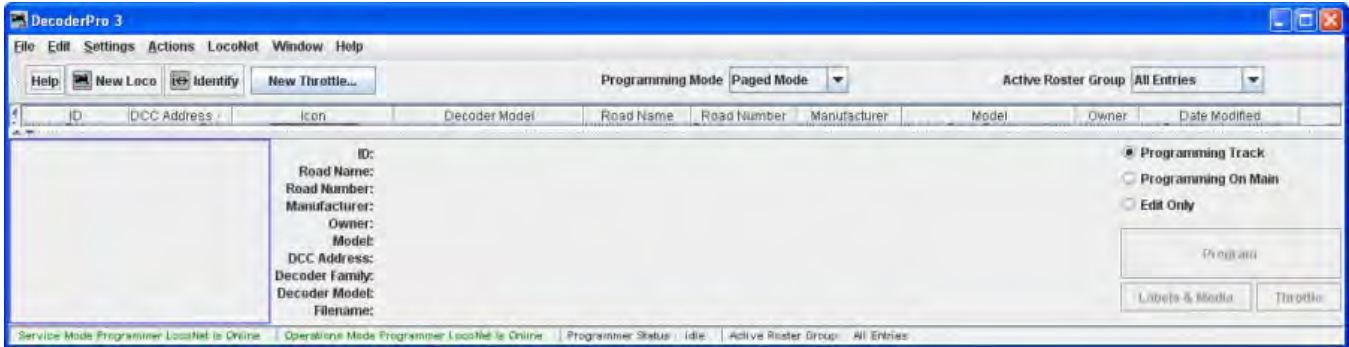 DecoderPro 3
File Edit Settings Actions LocoNet Window Help
Help New Loco Identify New Throttle... Programming Mode Paged Mode Active Roster Group All Entries
ID DCC Address Icon Decoder Model Road Name Road Number Manufacturer Model Owner Date Modified
ID:
Programming Track
Road Name:
Programming On Main
Road Number:
Manufacturer:
Edit Only
Owner:
Model:
DCC Address:
Program
Decoder Family:
Decoder Model:
Labels & Media Throttle
Filename:
Service Mode Programmer LocoNet Is Online Operations Mode Programmer LocoNet Is Online Programmer Status : Idle Active Roster Group: All Entries